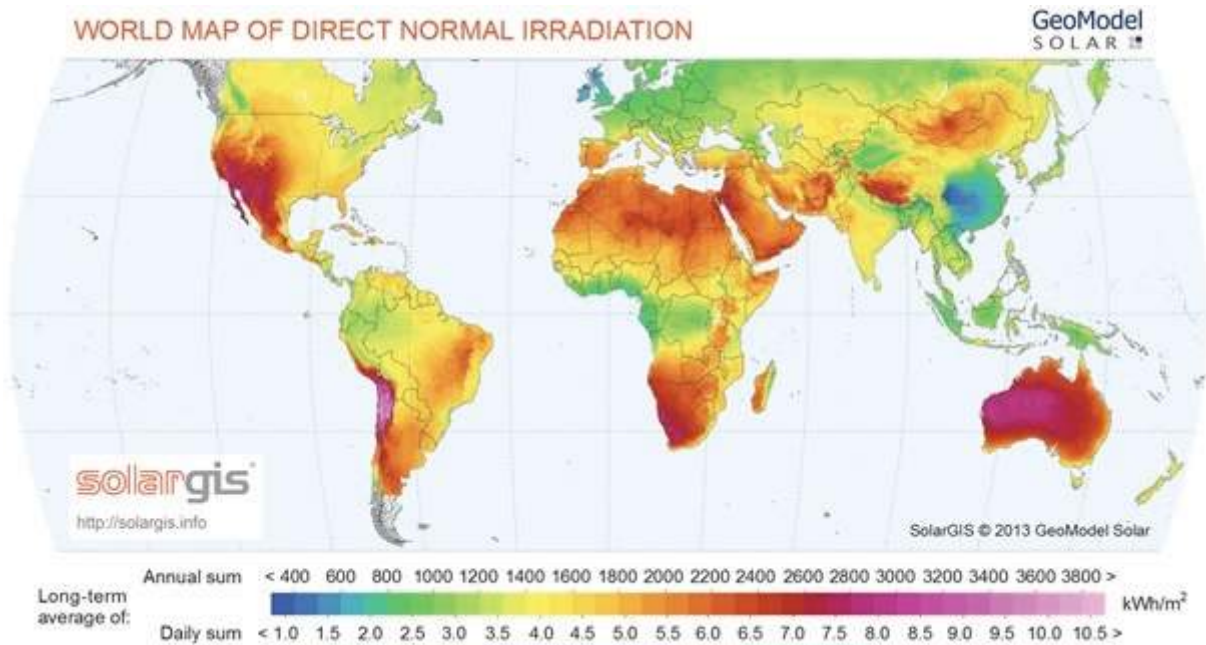 WORLD MAP OF DIRECT NORMAL IRRADIATION
GeoModel
SOLAR
solargis
http://solargis.info
SolarGIS © 2013 GeoModel Solar
Annual sum < 400 600 800 1000 1200 1400 1600 1800 2000 2200 2400 2600 2800 3000 3200 3400 3600 3800 >
Long-term
average of:
kWh/m²
Daily sum < 1.0 1.5 2.0 2.5 3.0 3.5 4.0 4.5 5.0 5.5 6.0 6.5 7.0 7.5 8.0 8.5 9.0 9.5 10.0 10.5 >